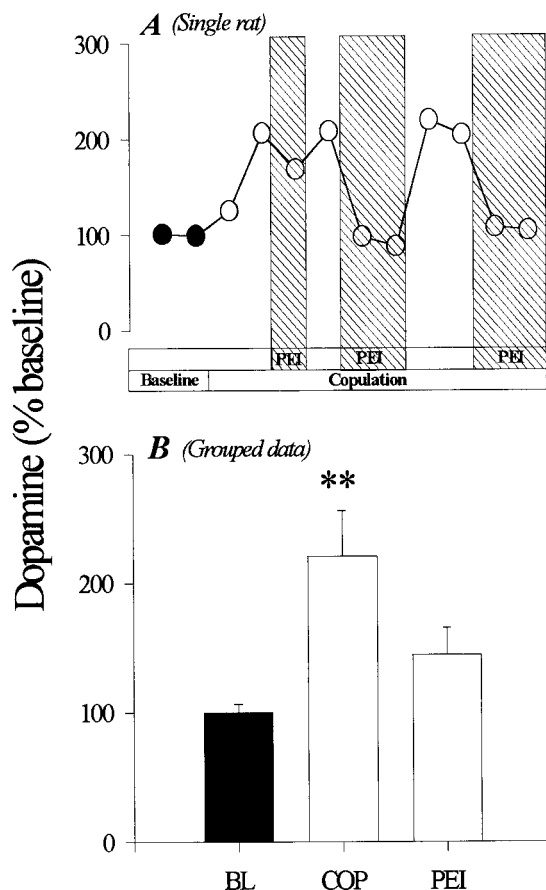 A (Single rat)
300
200
100
0
PEI PEI PEI
Baseline Copulation
Dopamine (% baseline)
B (Grouped data)
300
**
200
100
0
BL COP PEI